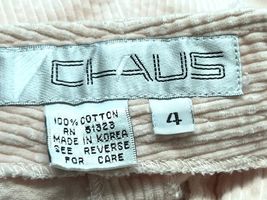 CHAUS
100% COTTON
RN 51323
MADE IN KOREA
SEE REVERSE
FOR CARE
4